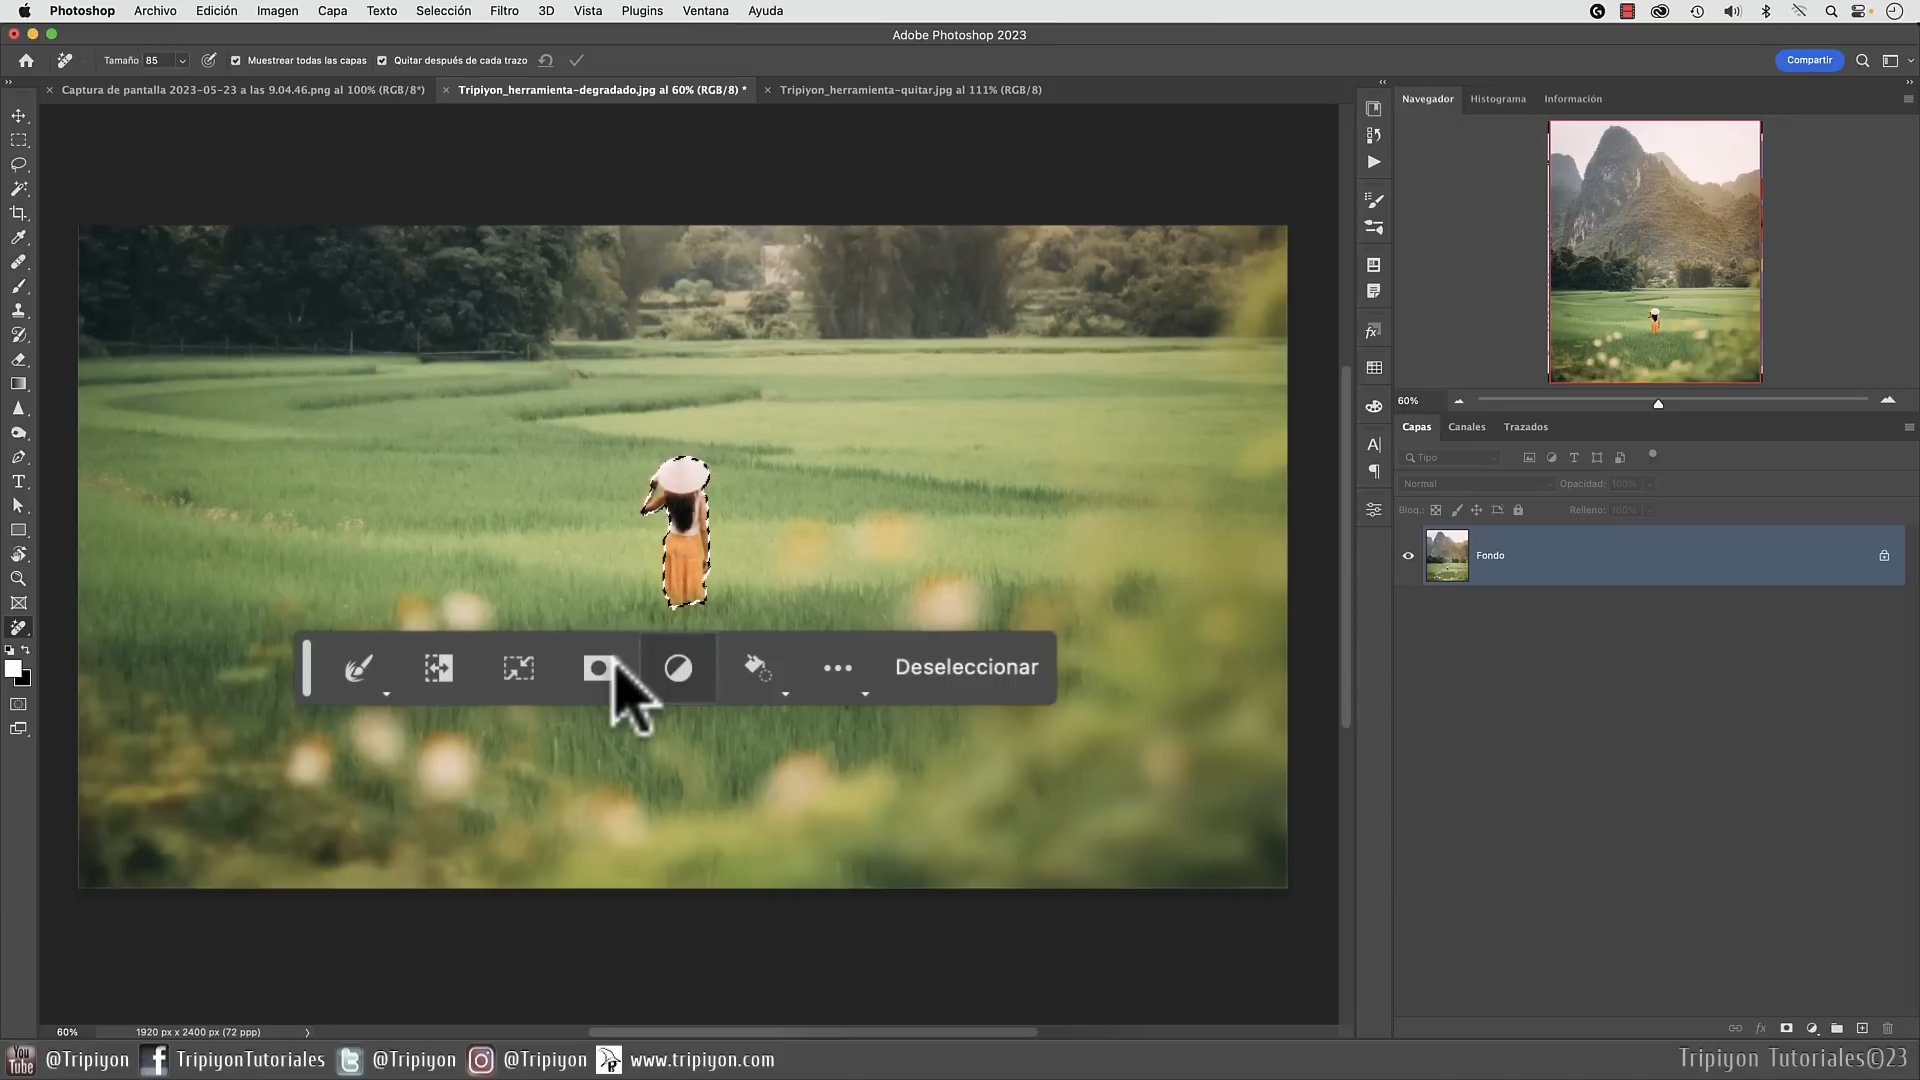 Photoshop Archivo Edición Imagen Capa Texto Selección Filtro 3D Vista Plugins Ventana Ayuda
Adobe Photoshop 2023
Tamaño 85 Muestrear todas las capas Quitar después de cada trazo Compartir
Captura de pantalla 2023-05-23 a las 9.04.46.png al 100% (RGB/8*) Tripiyon_herramienta-degradado.jpg al 60% (RGB/8) * Tripiyon_herramienta-quitar.jpg al 111% (RGB/8)
Navegador Histograma Información
60%
Capas Canales Trazados
Tipo
Normal Opacidad: 100%
Bloq.: Relleno: 100%
Fondo
Deseleccionar
60% 1920 px x 2400 px (72 ppp)
You Tube @Tripiyon f TripiyonTutoriales t @Tripiyon @Tripiyon www.tripiyon.com Tripiyon Tutoriales©23